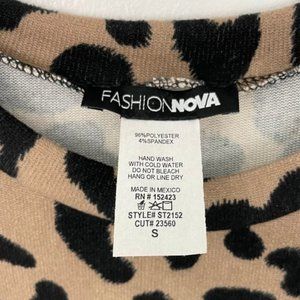 FASHIONNOVA
96%POLYESTER
4%SPANDEX
HAND WASH
WITH COLD WATER
DO NOT BLEACH
HANG OR LINE DRY
MADE IN MEXICO
RN # 152423
STYLE# ST2152
CUT# 23560
S